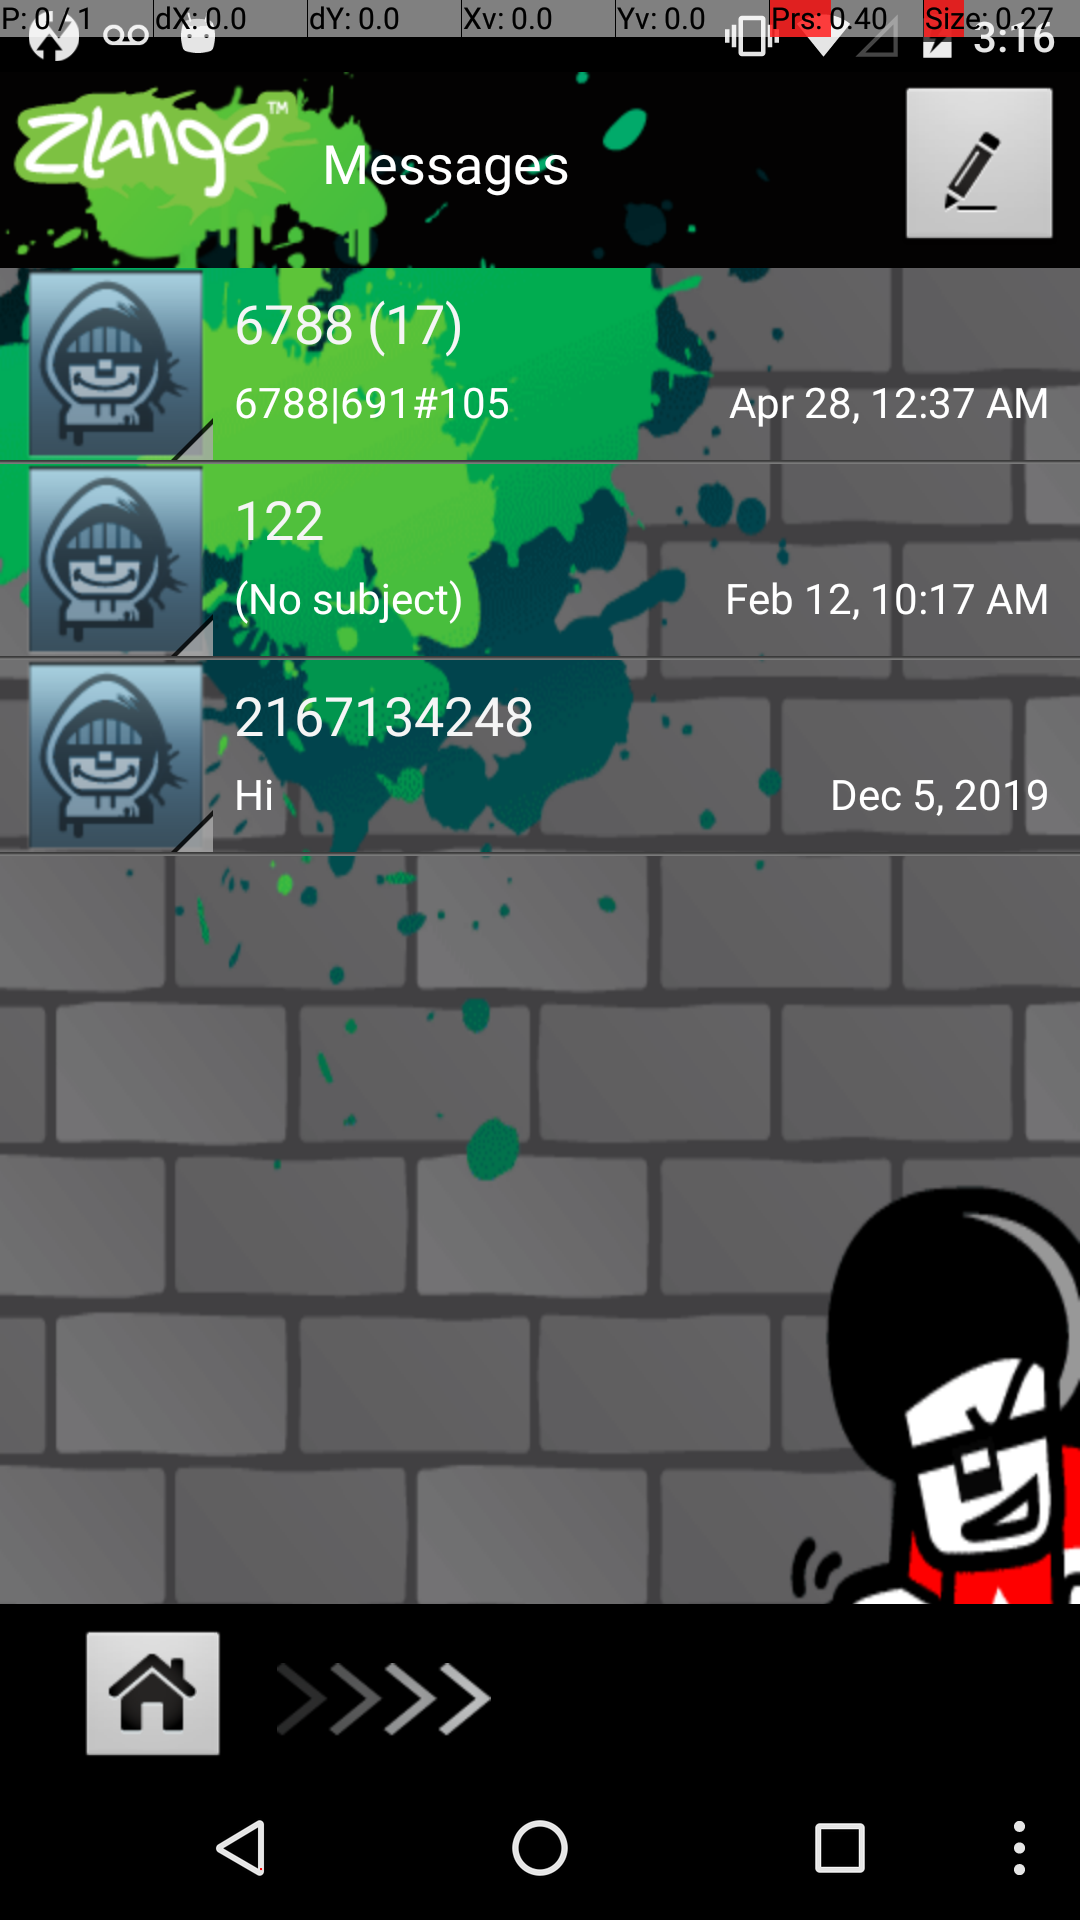 P: 0 / 1 dX: 0.0 dY: 0.0 Xv: 0.0 Yv: 0.0 Prs: 0.40 Size: 0.27
3:16
Zlango™
Messages
6788 (17)
6788|691#105 Apr 28, 12:37 AM
122
(No subject) Feb 12, 10:17 AM
2167134248
Hi Dec 5, 2019